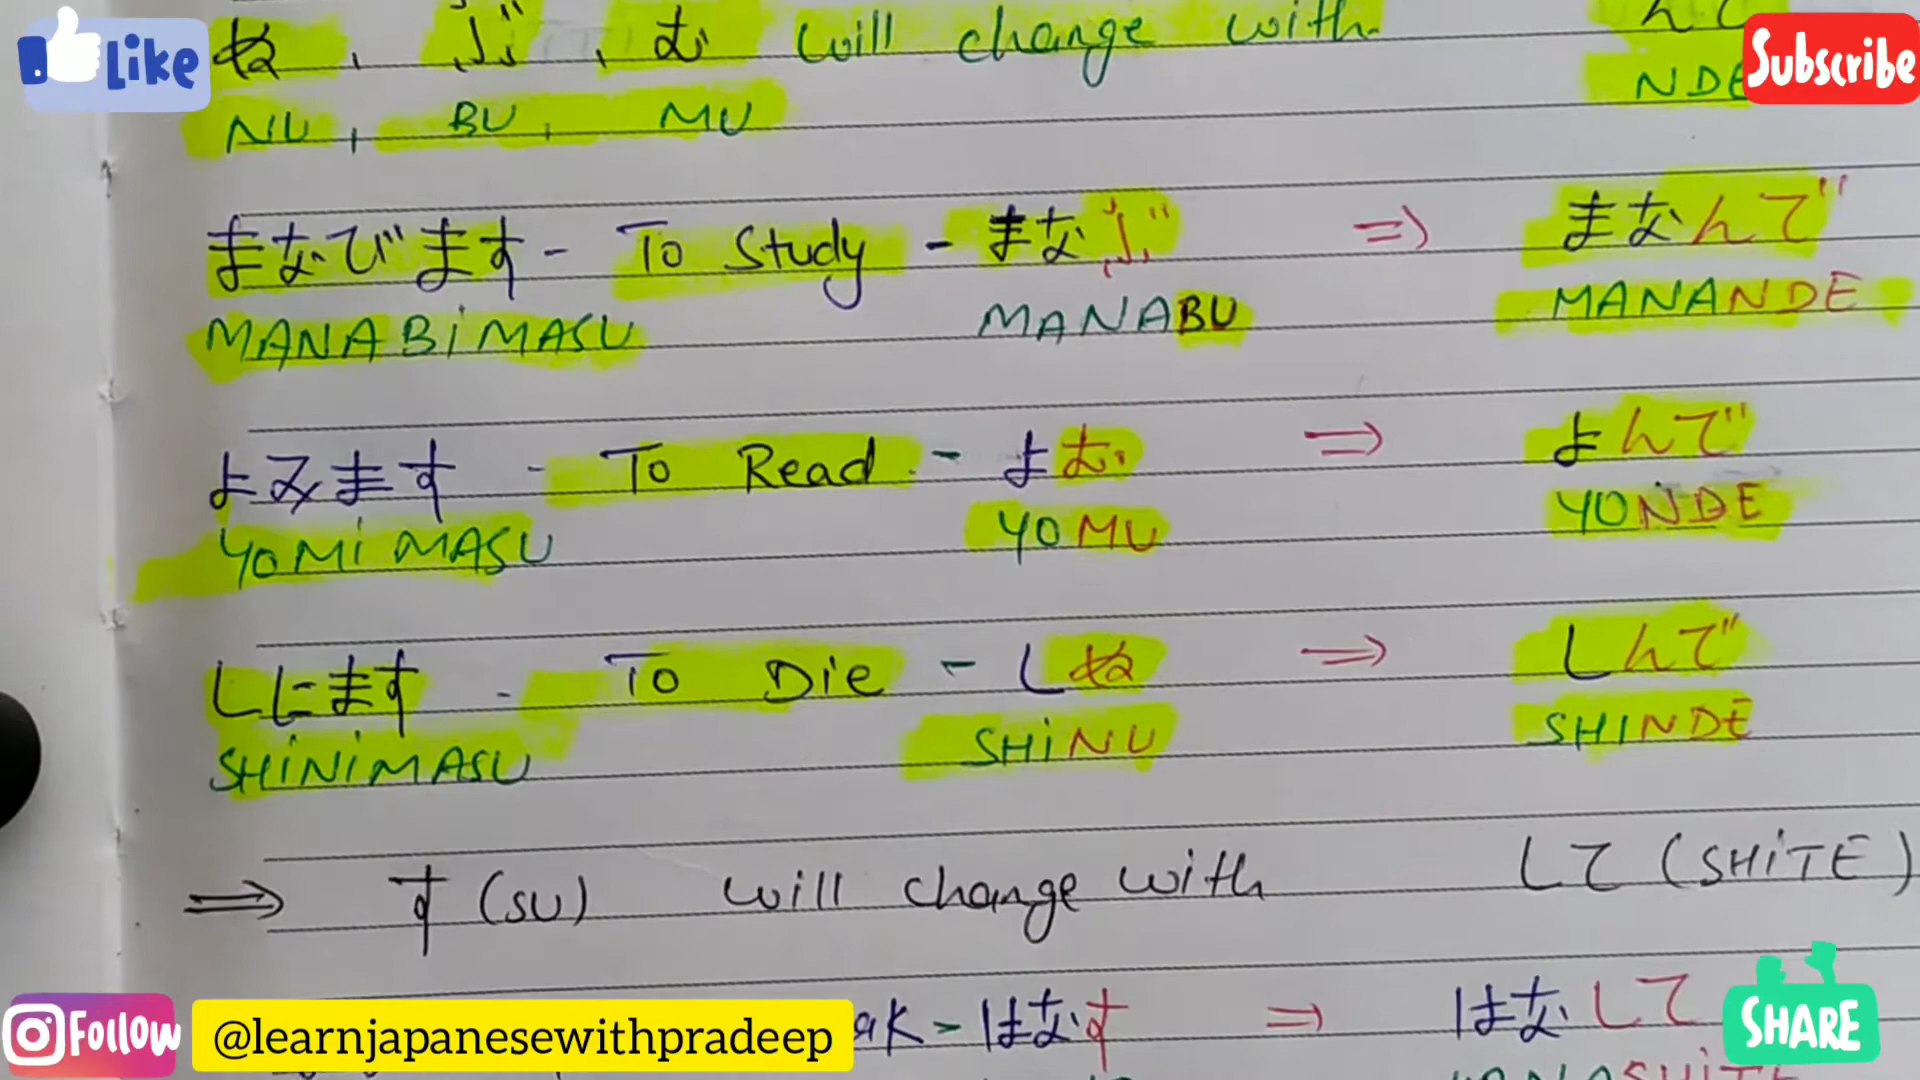 Like
ぬ, ぶ, む will change with んで
Subscribe
NU, BU, MU NDE
まなびます - To Study - まなぶ ⇒ まなんで
MANABIMASU MANABU MANANDE
よみます - To Read - よむ ⇒ よんで
YOMIMASU YOMU YONDE
しにます - To Die - しぬ ⇒ しんで
SHINIMASU SHINU SHINDE
⇒ す (SU) will change with して (SHITE)
はなす ⇒ はなして
Follow @learnjapanesewithpradeep
SHARE